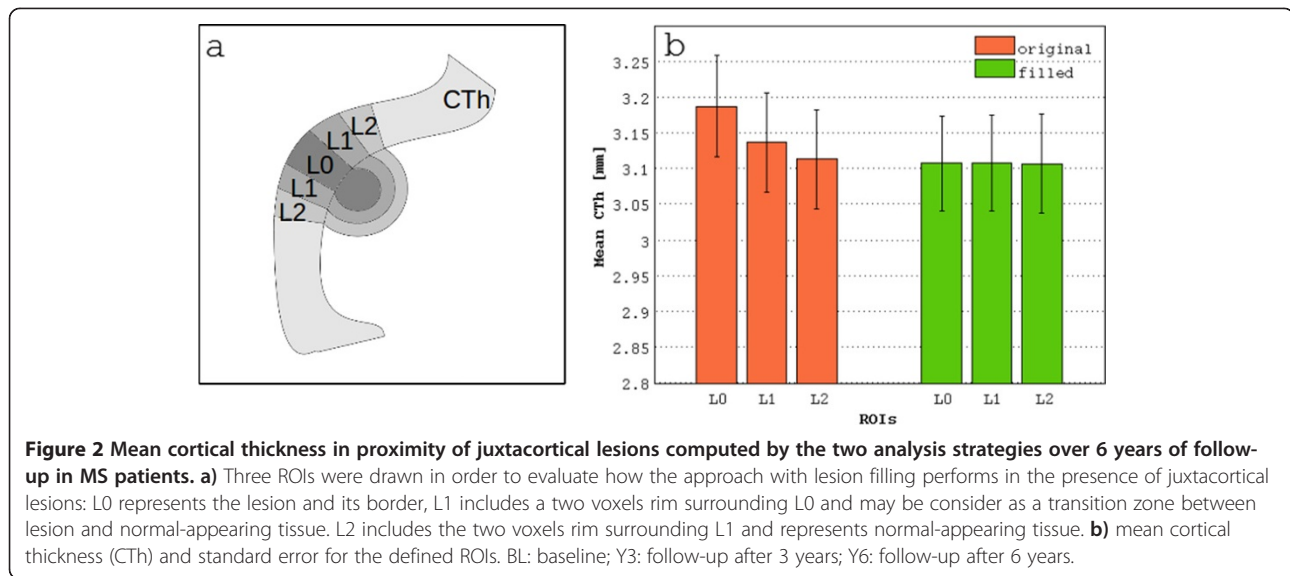 a
CTh
L2
L1
L0
L1
L2
b
original
filled
3.25
3.2
3.15
3.1
3.05
3
2.95
2.9
2.85
2.8
Mean CTh [mm]
L0 L1 L2 L0 L1 L2
ROIs
Figure 2 Mean cortical thickness in proximity of juxtacortical lesions computed by the two analysis strategies over 6 years of follow-
up in MS patients. a) Three ROIs were drawn in order to evaluate how the approach with lesion filling performs in the presence of juxtacortical
lesions: L0 represents the lesion and its border, L1 includes a two voxels rim surrounding L0 and may be consider as a transition zone between
lesion and normal-appearing tissue. L2 includes the two voxels rim surrounding L1 and represents normal-appearing tissue. b) mean cortical
thickness (CTh) and standard error for the defined ROIs. BL: baseline; Y3: follow-up after 3 years; Y6: follow-up after 6 years.